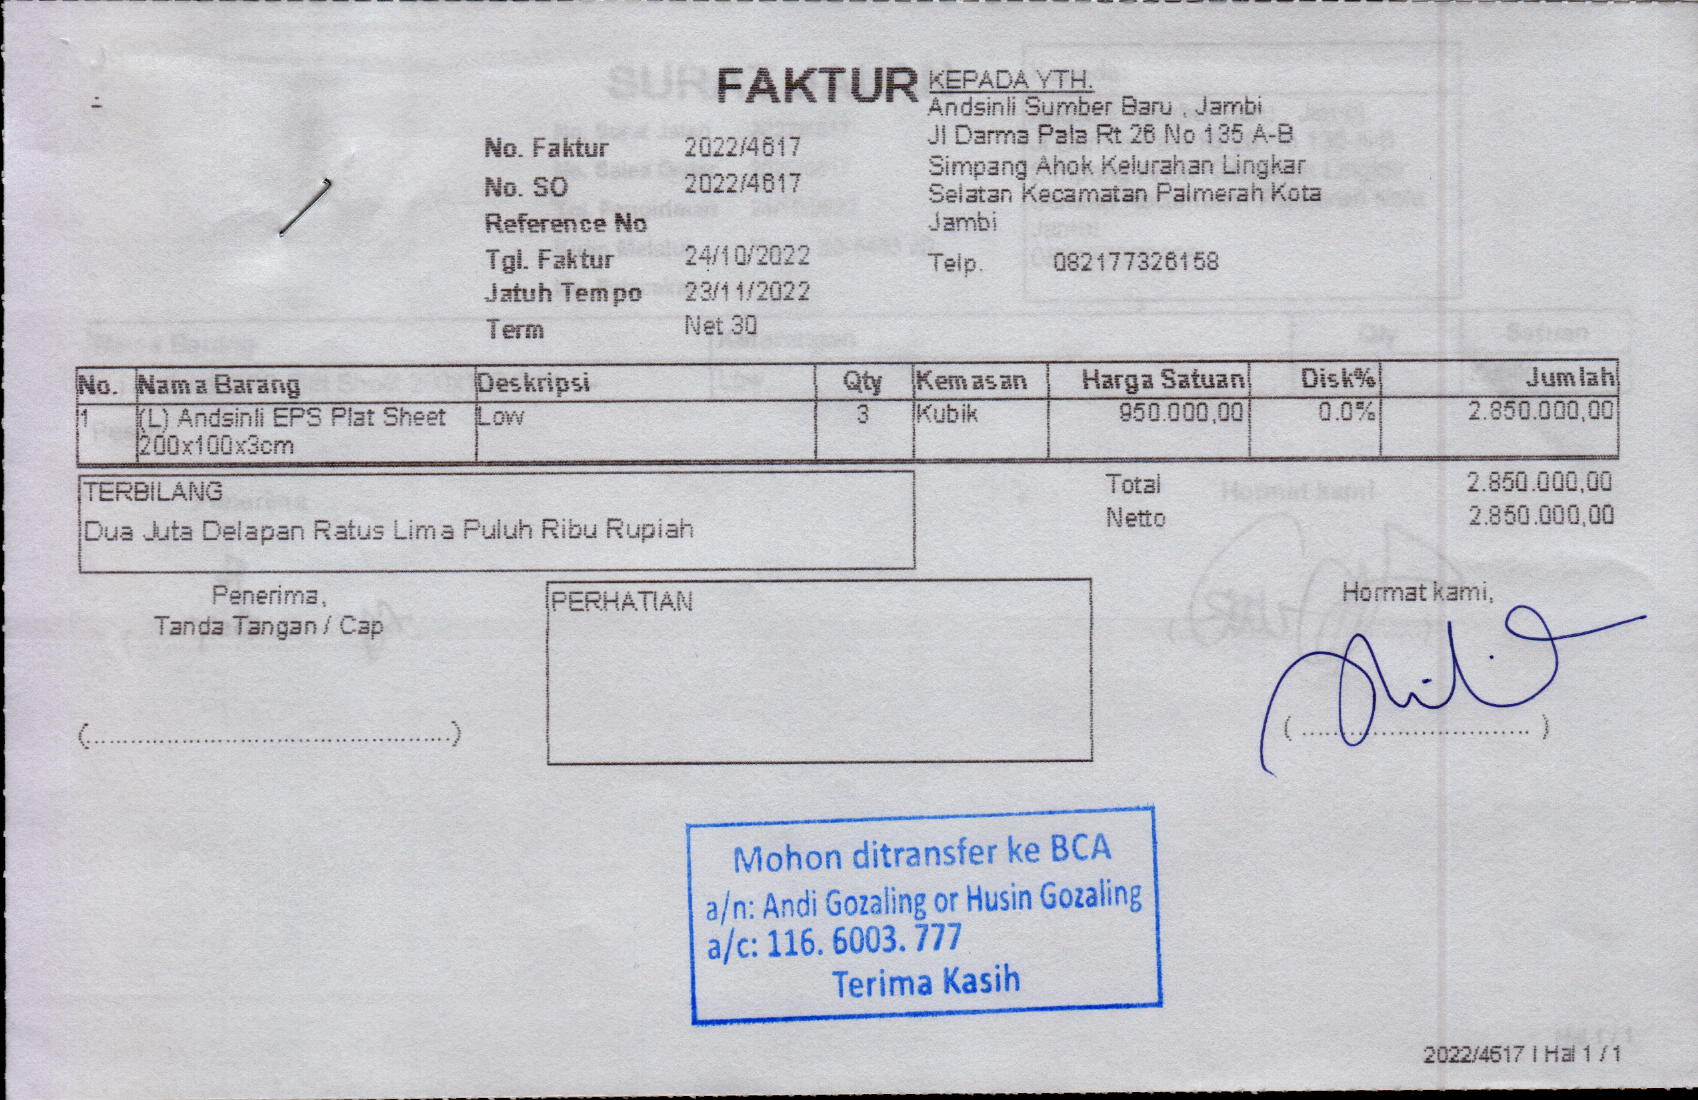 FAKTUR
KEPADA YTH.
Andsinli Sumber Baru , Jambi
Jl Darma Pala Rt 26 No 135 A-B
Simpang Ahok Kelurahan Lingkar
Selatan Kecamatan Palmerah Kota
Jambi
Telp. 082177326158
No. Faktur 2022/4617
No. SO 2022/4617
Reference No
Tgl. Faktur 24/10/2022
Jatuh Tempo 23/11/2022
Term Net 30
No. Nama Barang Deskripsi Qty Kemasan Harga Satuan Disk% Jumlah
1 (L) Andsinli EPS Plat Sheet Low 3 Kubik 950.000,00 0.0% 2.850.000,00
200x100x3cm
TERBILANG
Dua Juta Delapan Ratus Lima Puluh Ribu Rupiah
Total 2.850.000,00
Netto 2.850.000,00
Penerima,
Tanda Tangan / Cap
(..............................................)
PERHATIAN
Hormat kami,
( ............................. )
Mohon ditransfer ke BCA
a/n: Andi Gozaling or Husin Gozaling
a/c: 116. 6003. 777
Terima Kasih
2022/4617 | Hal 1 / 1